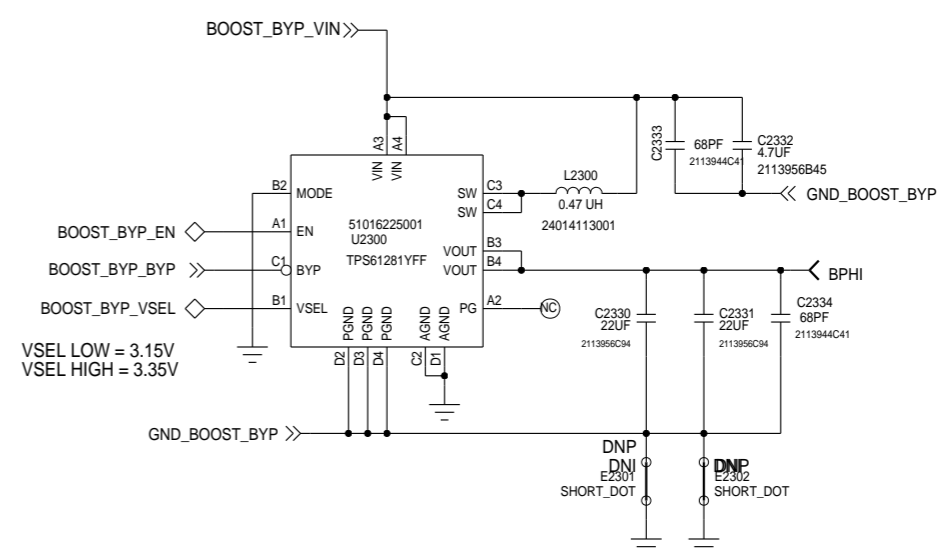 BOOST_BYP_VIN
A3
A4
VIN
VIN
C2333
68PF
2113944C41
C2332
4.7UF
2113956B45
GND_BOOST_BYP
B2
MODE
SW
C3
SW
C4
L2300
0.47 UH
24014113001
BOOST_BYP_EN
A1
EN
51016225001
U2300
TPS61281YFF
VOUT
B3
VOUT
B4
BPHI
BOOST_BYP_BYP
C1
BYP
BOOST_BYP_VSEL
B1
VSEL
PG
A2
NC
PGND
PGND
PGND
AGND
AGND
D2
D3
D4
C2
D1
C2330
22UF
2113956C94
C2331
22UF
2113956C94
C2334
68PF
2113944C41
VSEL LOW = 3.15V
VSEL HIGH = 3.35V
GND_BOOST_BYP
DNP
DNI
E2301
SHORT_DOT
DNP
E2302
SHORT_DOT